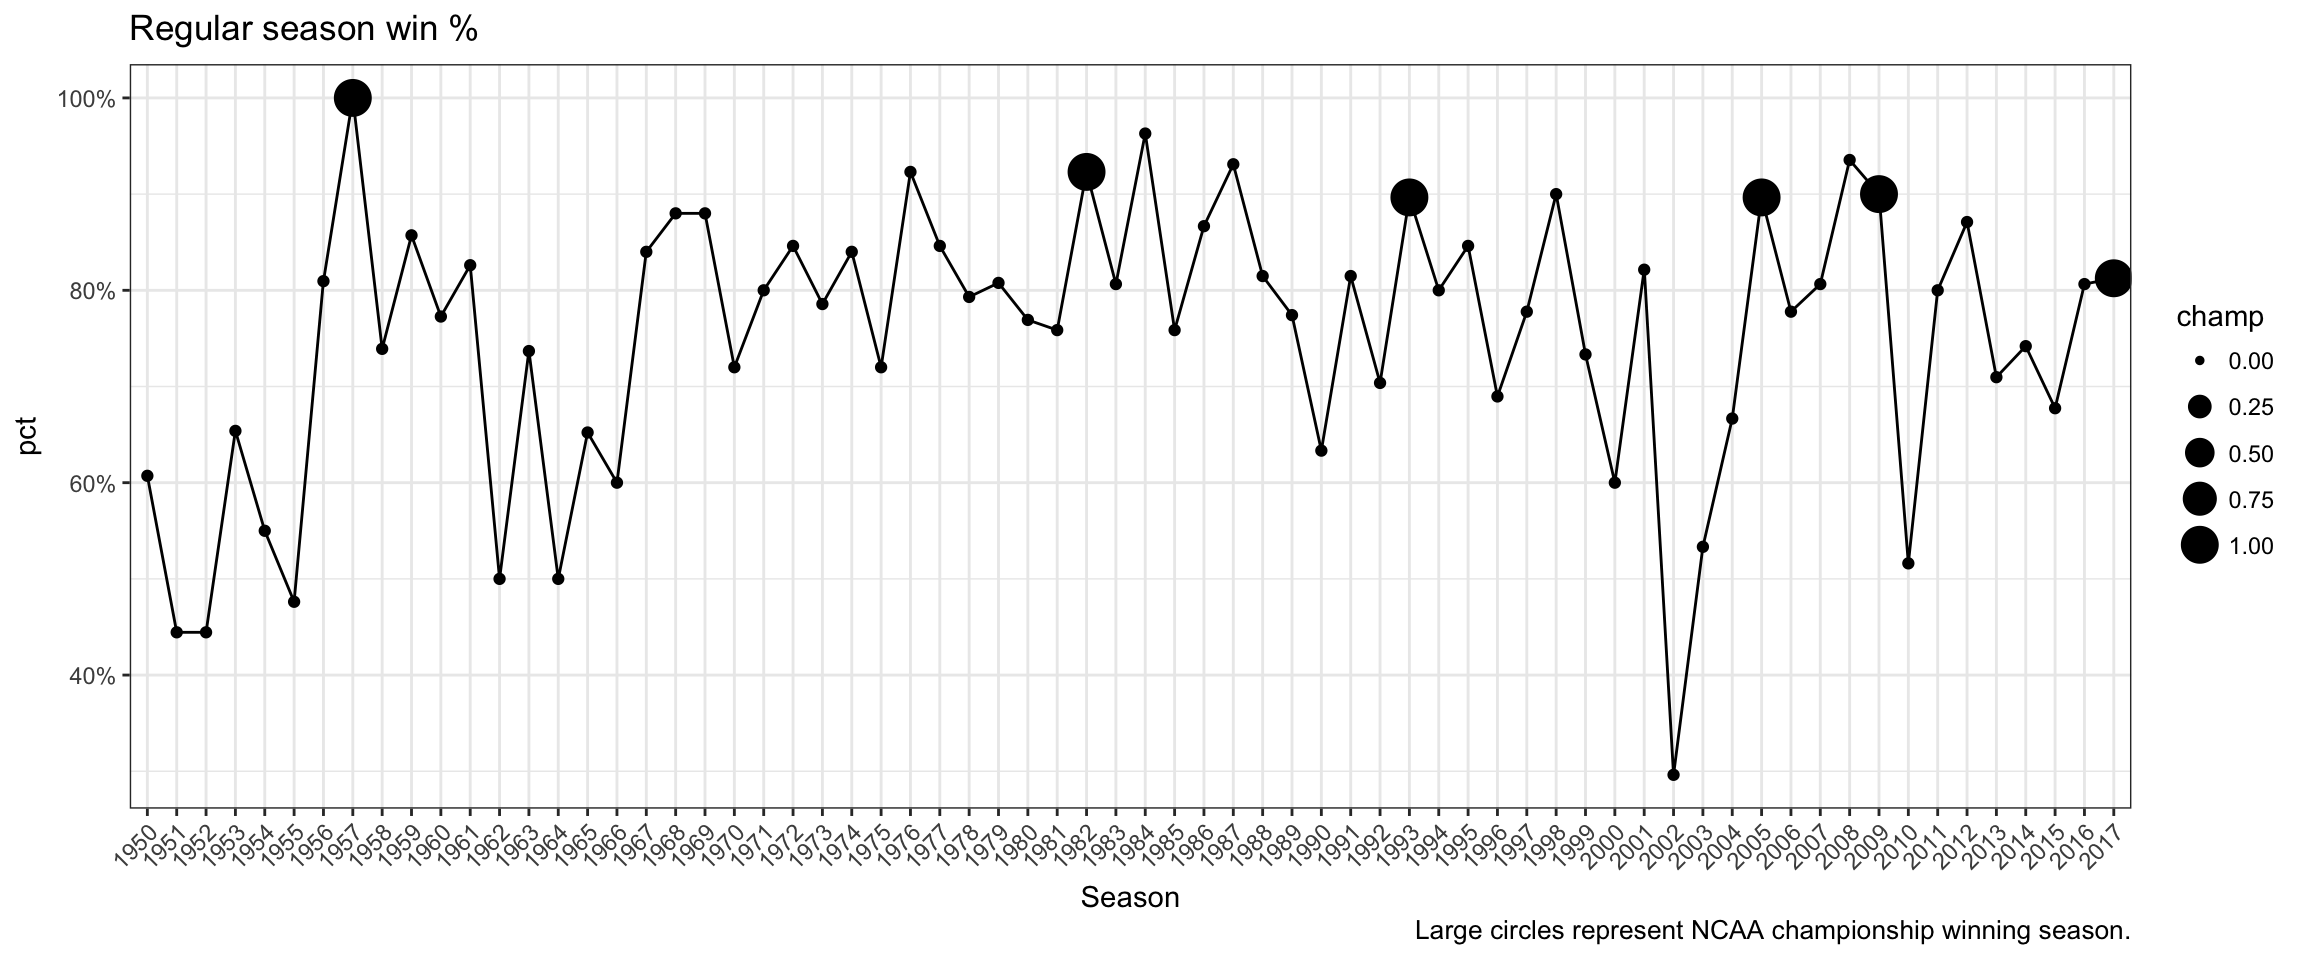 Regular season win %
100%
80%
60%
40%
pct
1950 1951 1952 1953 1954 1955 1956 1957 1958 1959 1960 1961 1962 1963 1964 1965 1966 1967 1968 1969 1970 1971 1972 1973 1974 1975 1976 1977 1978 1979 1980 1981 1982 1983 1984 1985 1986 1987 1988 1989 1990 1991 1992 1993 1994 1995 1996 1997 1998 1999 2000 2001 2002 2003 2004 2005 2006 2007 2008 2009 2010 2011 2012 2013 2014 2015 2016 2017
Season
Large circles represent NCAA championship winning season.
champ
0.00
0.25
0.50
0.75
1.00